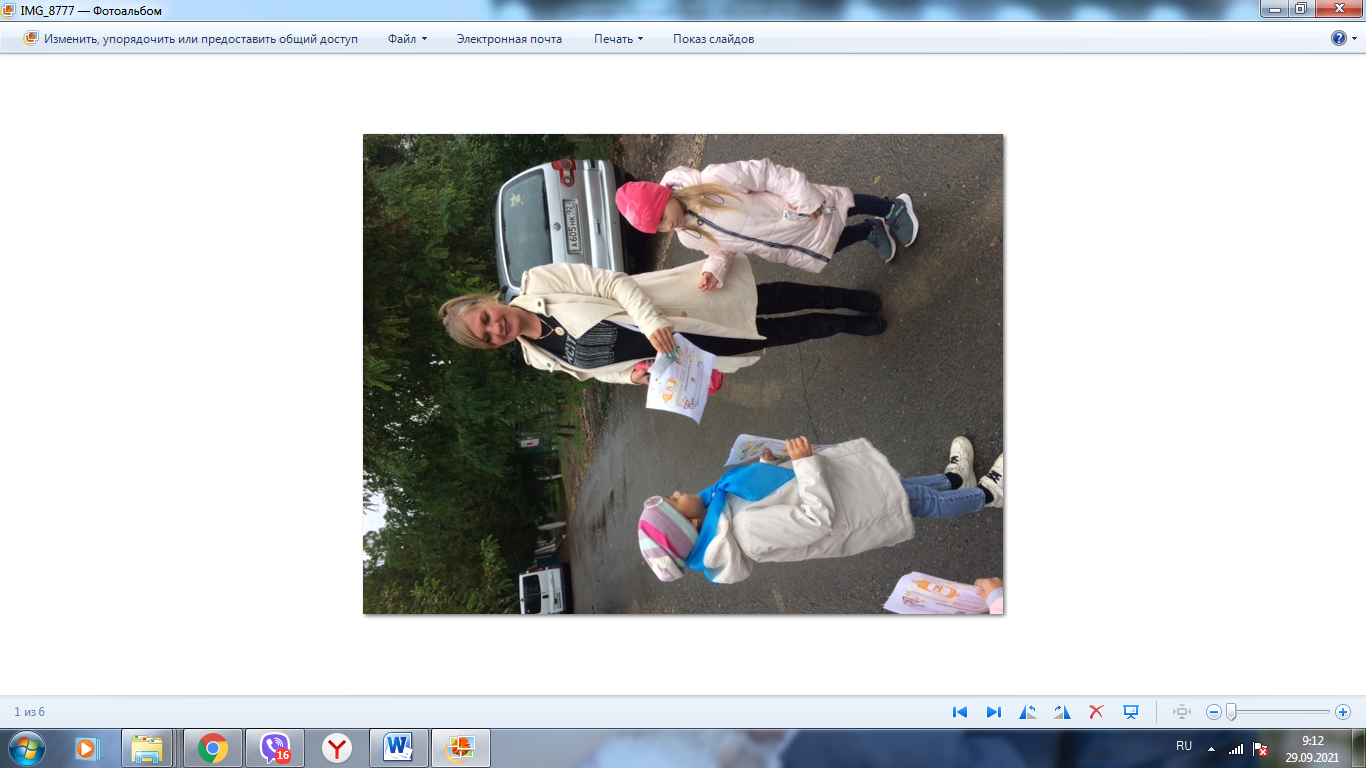 IMG_8777 — Фотоальбом
Изменить, упорядочить или предоставить общий доступ Файл Электронная почта Печать Показ слайдов
1 из 6
16
RU 9:12
29.09.2021